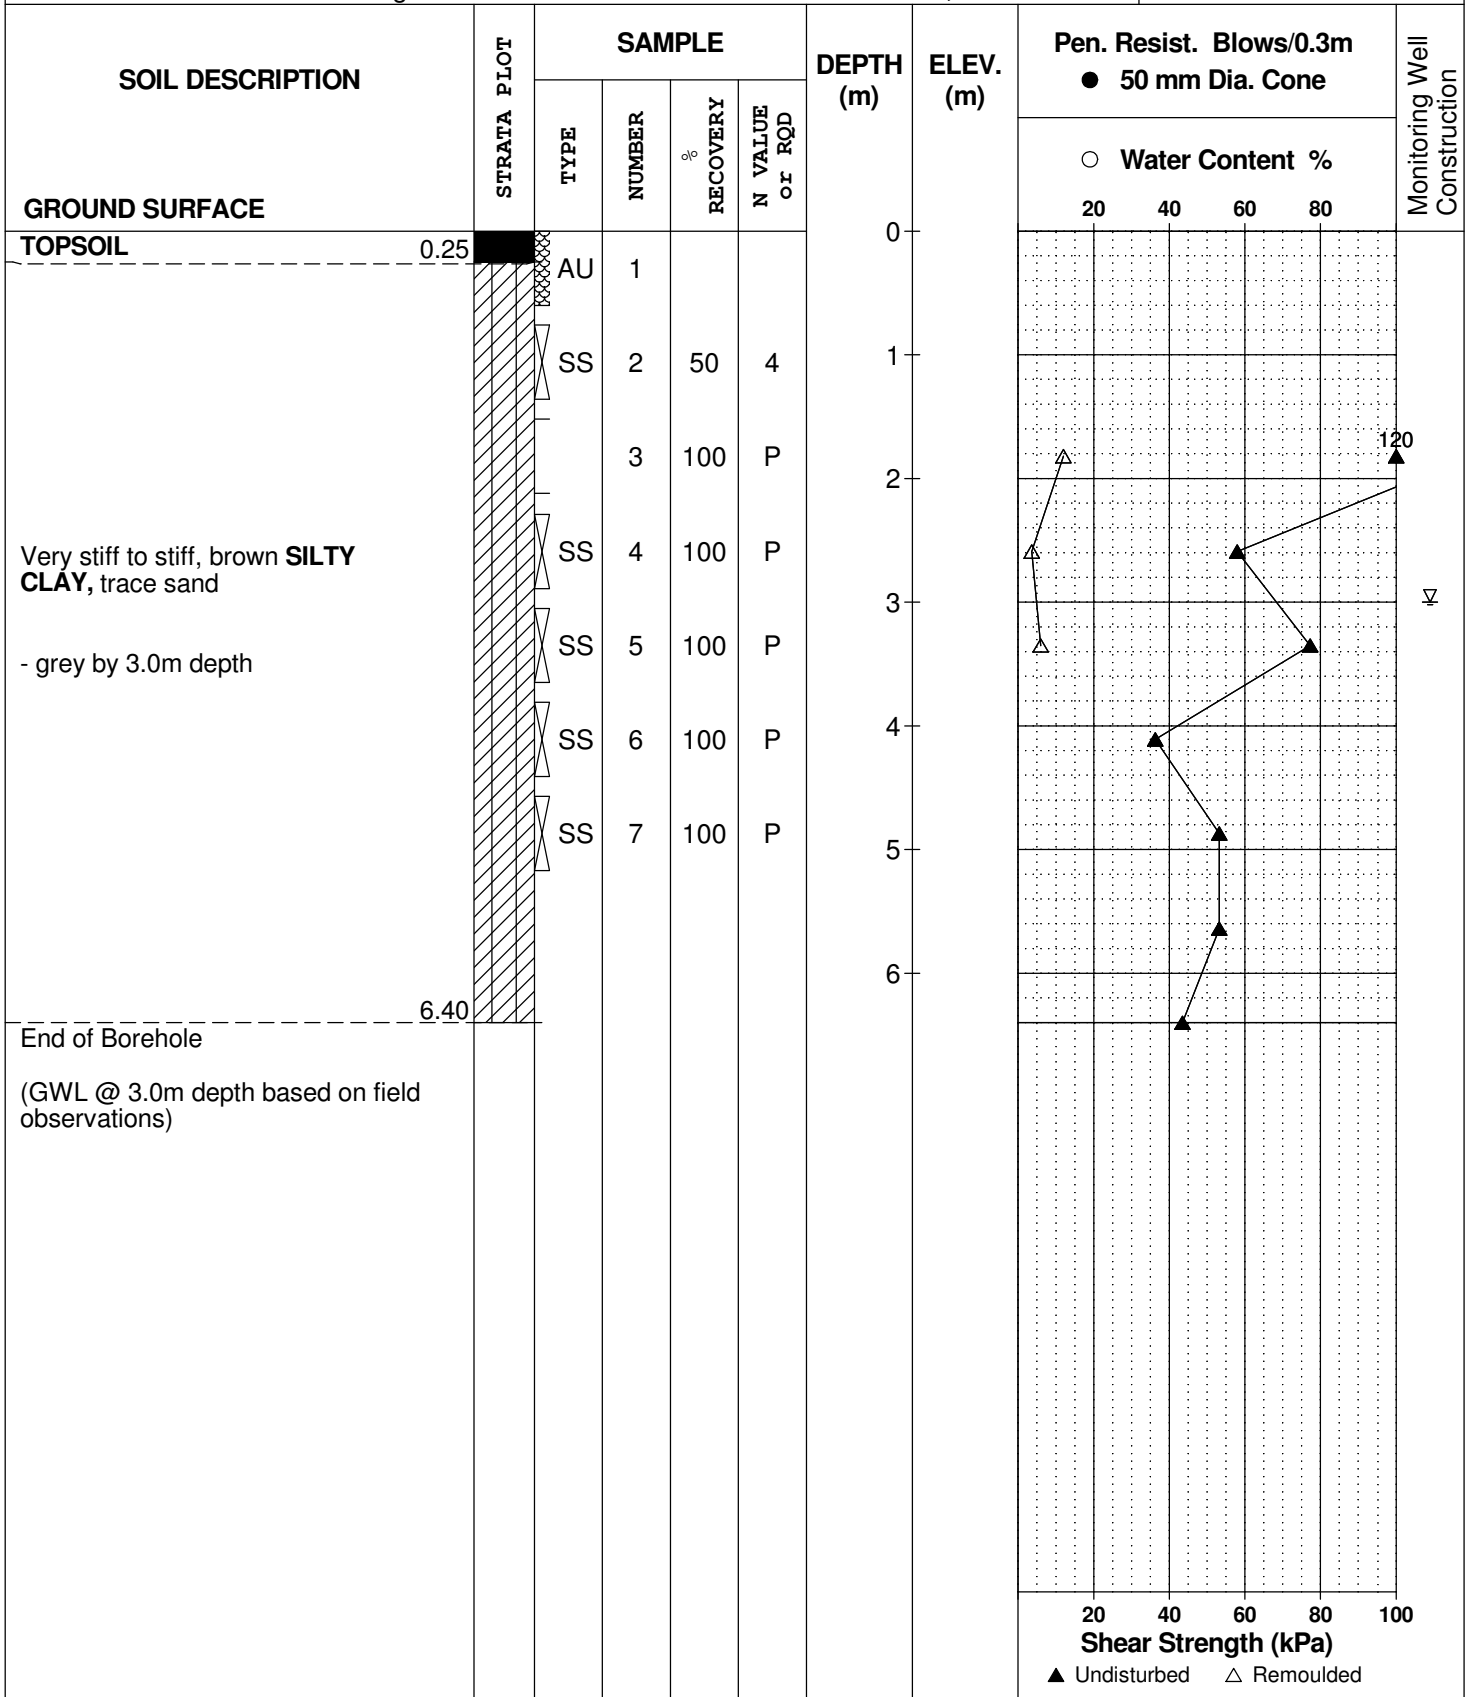 SOIL DESCRIPTION
GROUND SURFACE
STRATA PLOT
SAMPLE
TYPE
NUMBER
%
RECOVERY
N VALUE
or RQD
DEPTH
(m)
ELEV.
(m)
Pen. Resist. Blows/0.3m
● 50 mm Dia. Cone
○ Water Content %
20 40 60 80
Monitoring Well
Construction
TOPSOIL 0.25
AU 1
SS 2 50 4
3 100 P
SS 4 100 P
SS 5 100 P
SS 6 100 P
SS 7 100 P
0
1
2
3
4
5
6
120
Very stiff to stiff, brown SILTY
CLAY, trace sand
- grey by 3.0m depth
6.40
End of Borehole
(GWL @ 3.0m depth based on field
observations)
20 40 60 80 100
Shear Strength (kPa)
▲ Undisturbed △ Remoulded